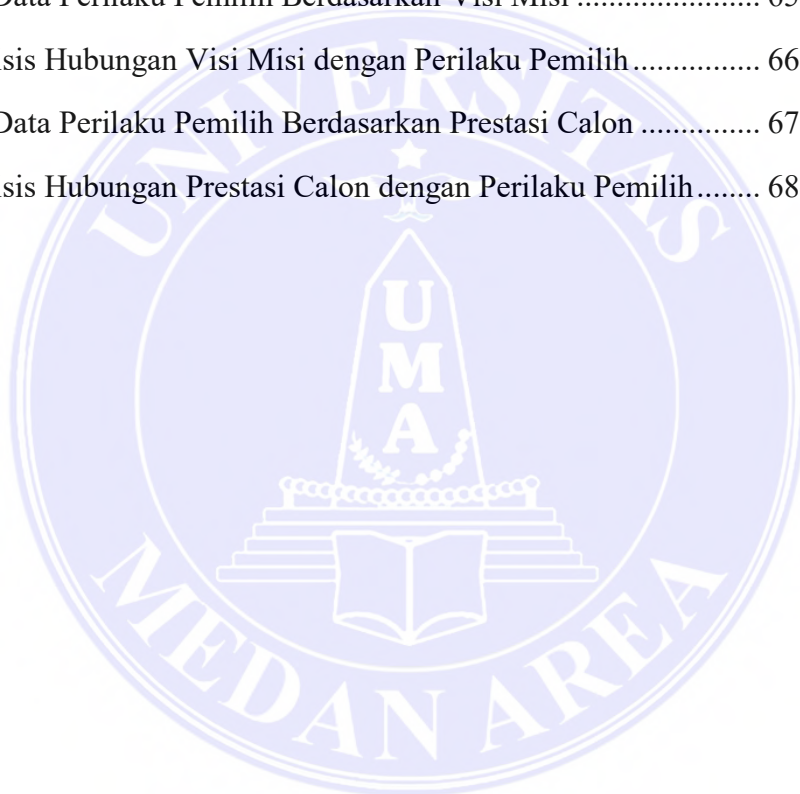 Data Perilaku Pemilih Berdasarkan Visi Misi ...................... 65
sis Hubungan Visi Misi dengan Perilaku Pemilih ............... 66
Data Perilaku Pemilih Berdasarkan Prestasi Calon .............. 67
sis Hubungan Prestasi Calon dengan Perilaku Pemilih ........ 68
UNIVERSITAS
UMA
MEDAN AREA